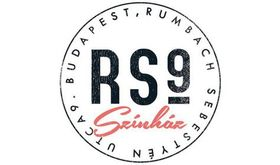 BUDAPEST, RUMBACH SEBESTYÉN UTCA 9 ·
RS9
Színház